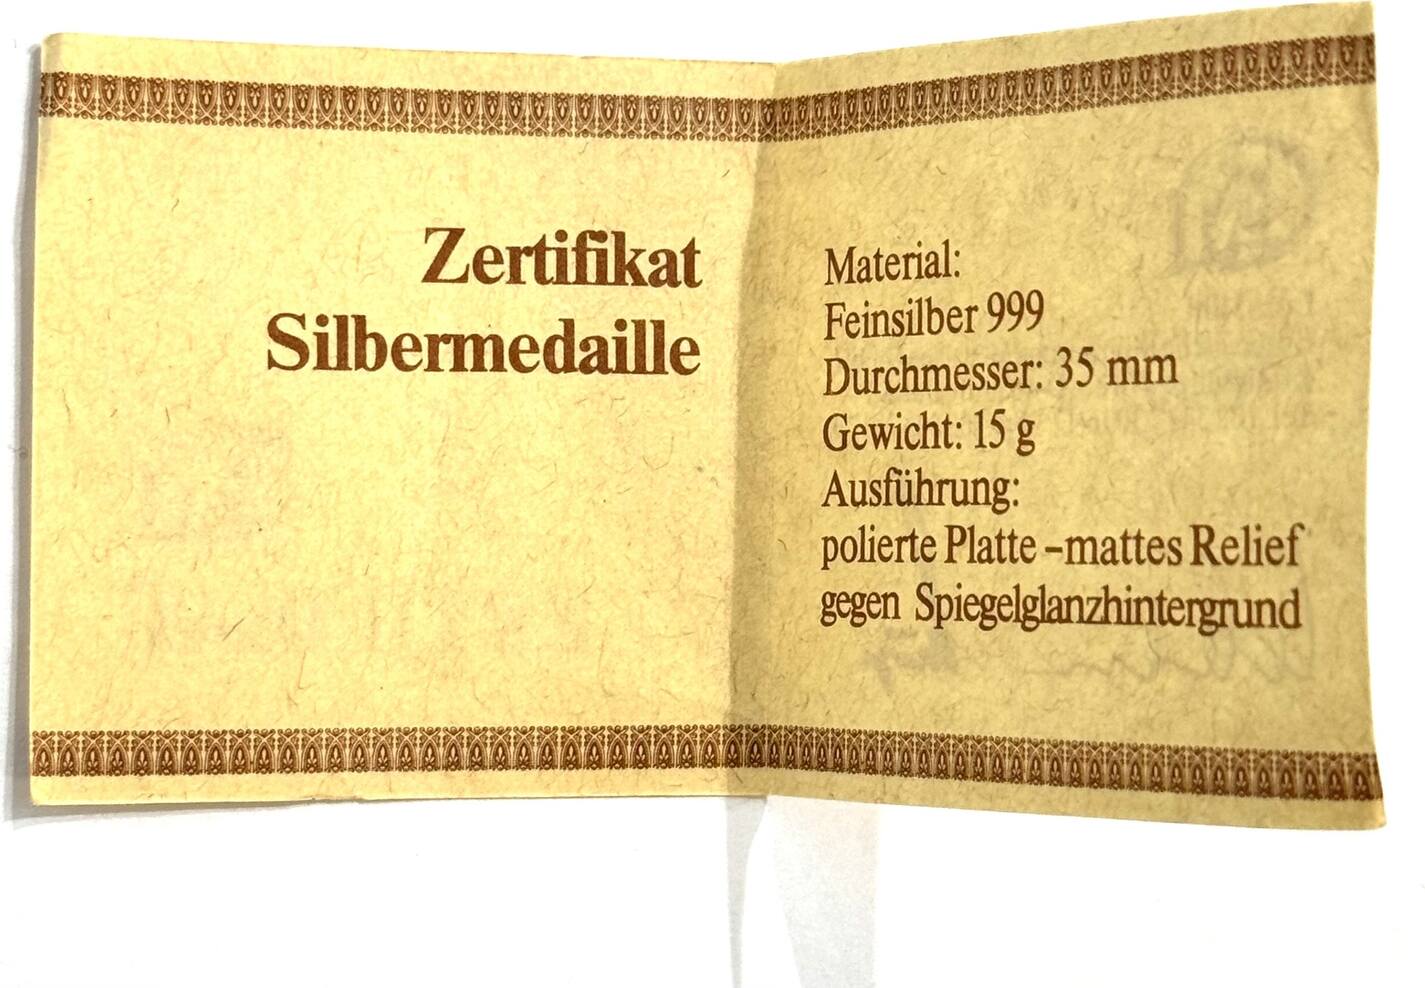 Zertifikat
Silbermedaille
Material:
Feinsilber 999
Durchmesser: 35 mm
Gewicht: 15 g
Ausführung:
polierte Platte –mattes Relief
gegen Spiegelglanzhintergrund